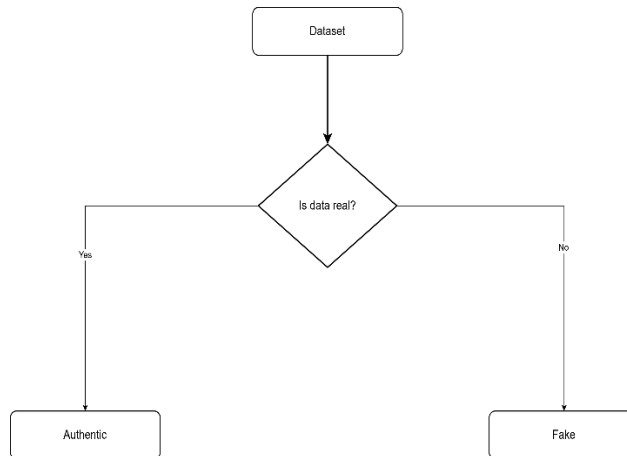 Dataset
Is data real?
Yes
No
Authentic
Fake